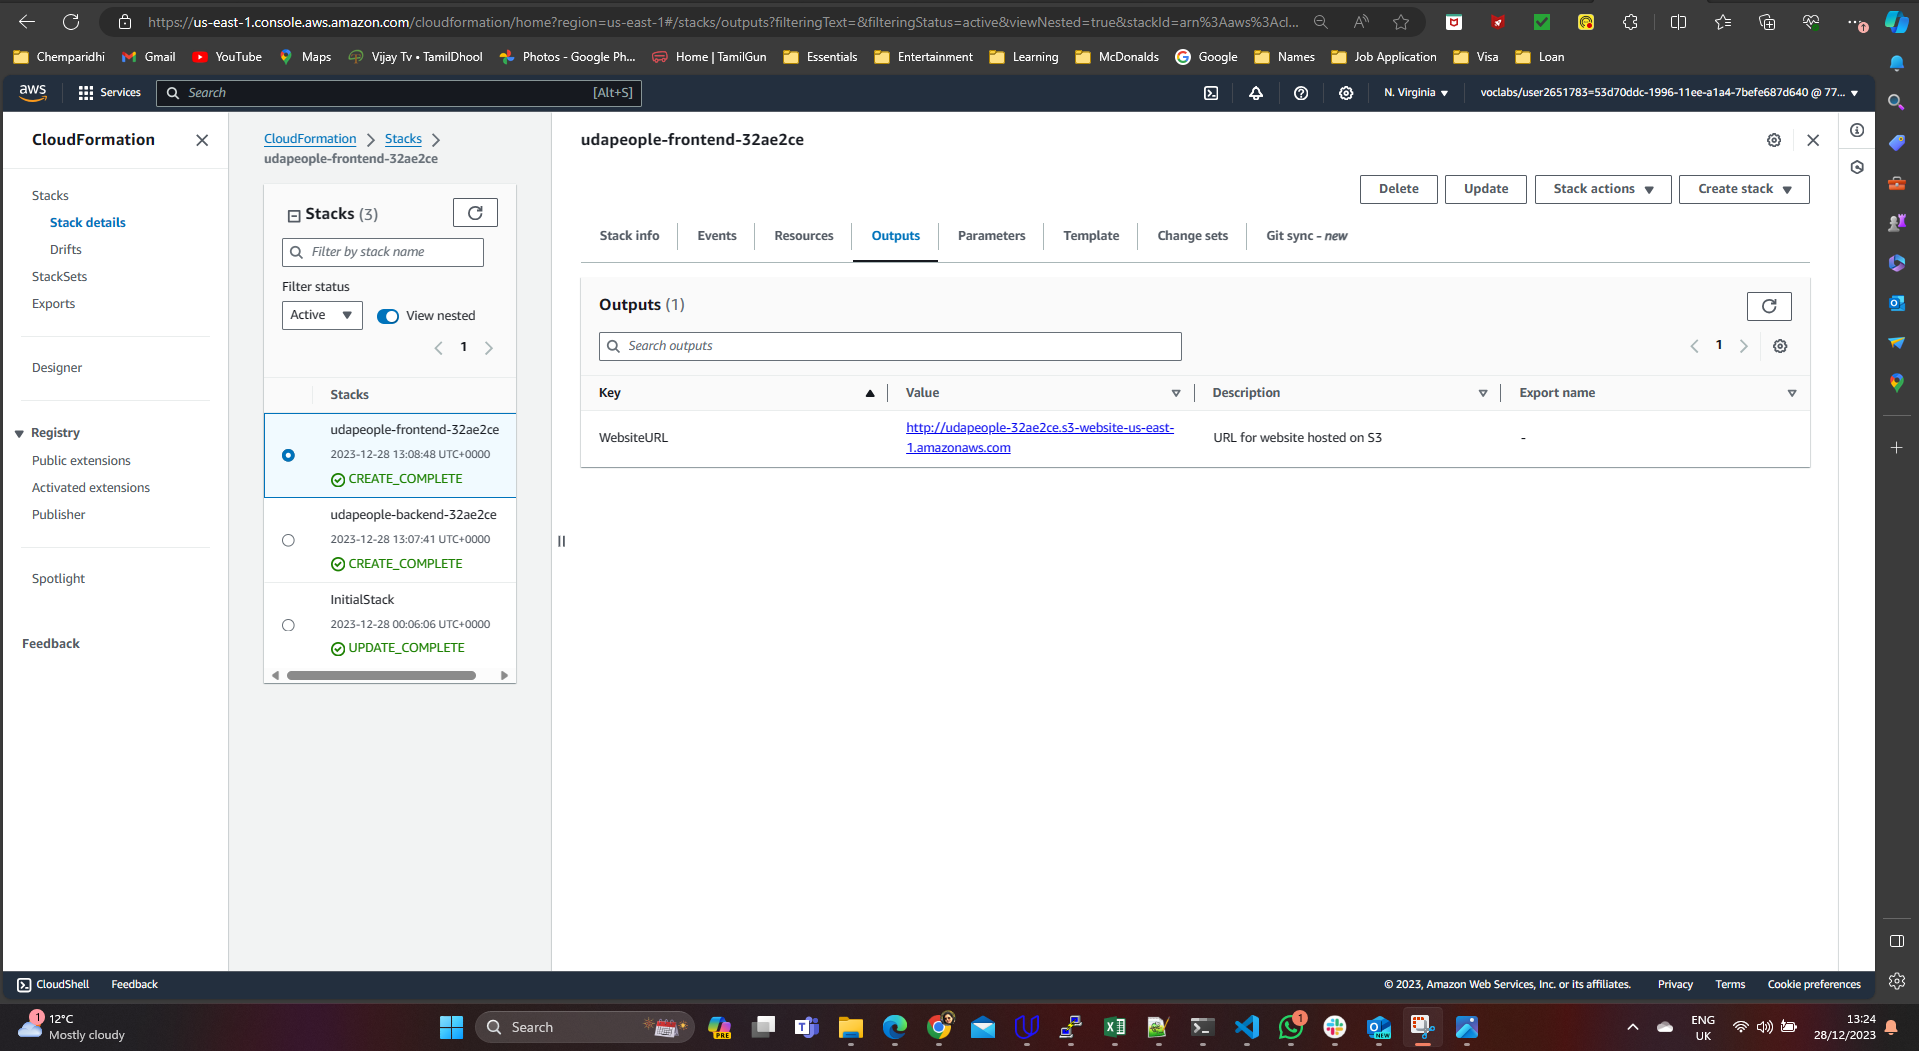 https://us-east-1.console.aws.amazon.com/cloudformation/home?region=us-east-1#/stacks/outputs?filteringText=&filteringStatus=active&viewNested=true&stackId=arn%3Aaws%3Acl...
Chemparidhi Gmail YouTube Maps Vijay Tv • TamilDhool Photos - Google Ph... Home | TamilGun Essentials Entertainment Learning McDonalds Google Names Job Application Visa Loan
aws Services Search [Alt+S] N. Virginia voclabs/user2651783=53d70ddc-1996-11ee-a1a4-7befe687d640 @ 77...
CloudFormation
Stacks
Stack details
Drifts
StackSets
Exports
Designer
Registry
Public extensions
Activated extensions
Publisher
Spotlight
Feedback
CloudFormation Stacks
udapeople-frontend-32ae2ce
Stacks (3)
Filter by stack name
Filter status
Active View nested
1
Stacks
udapeople-frontend-32ae2ce
2023-12-28 13:08:48 UTC+0000
CREATE_COMPLETE
udapeople-backend-32ae2ce
2023-12-28 13:07:41 UTC+0000
CREATE_COMPLETE
InitialStack
2023-12-28 00:06:06 UTC+0000
UPDATE_COMPLETE
udapeople-frontend-32ae2ce
Delete Update Stack actions Create stack
Stack info Events Resources Outputs Parameters Template Change sets Git sync - new
Outputs (1)
Search outputs
1
Key Value Description Export name
WebsiteURL http://udapeople-32ae2ce.s3-website-us-east-1.amazonaws.com URL for website hosted on S3 -
CloudShell Feedback © 2023, Amazon Web Services, Inc. or its affiliates. Privacy Terms Cookie preferences
1 12°C
Mostly cloudy
Search
PRE
1
NEW
ENG
UK
13:24
28/12/2023